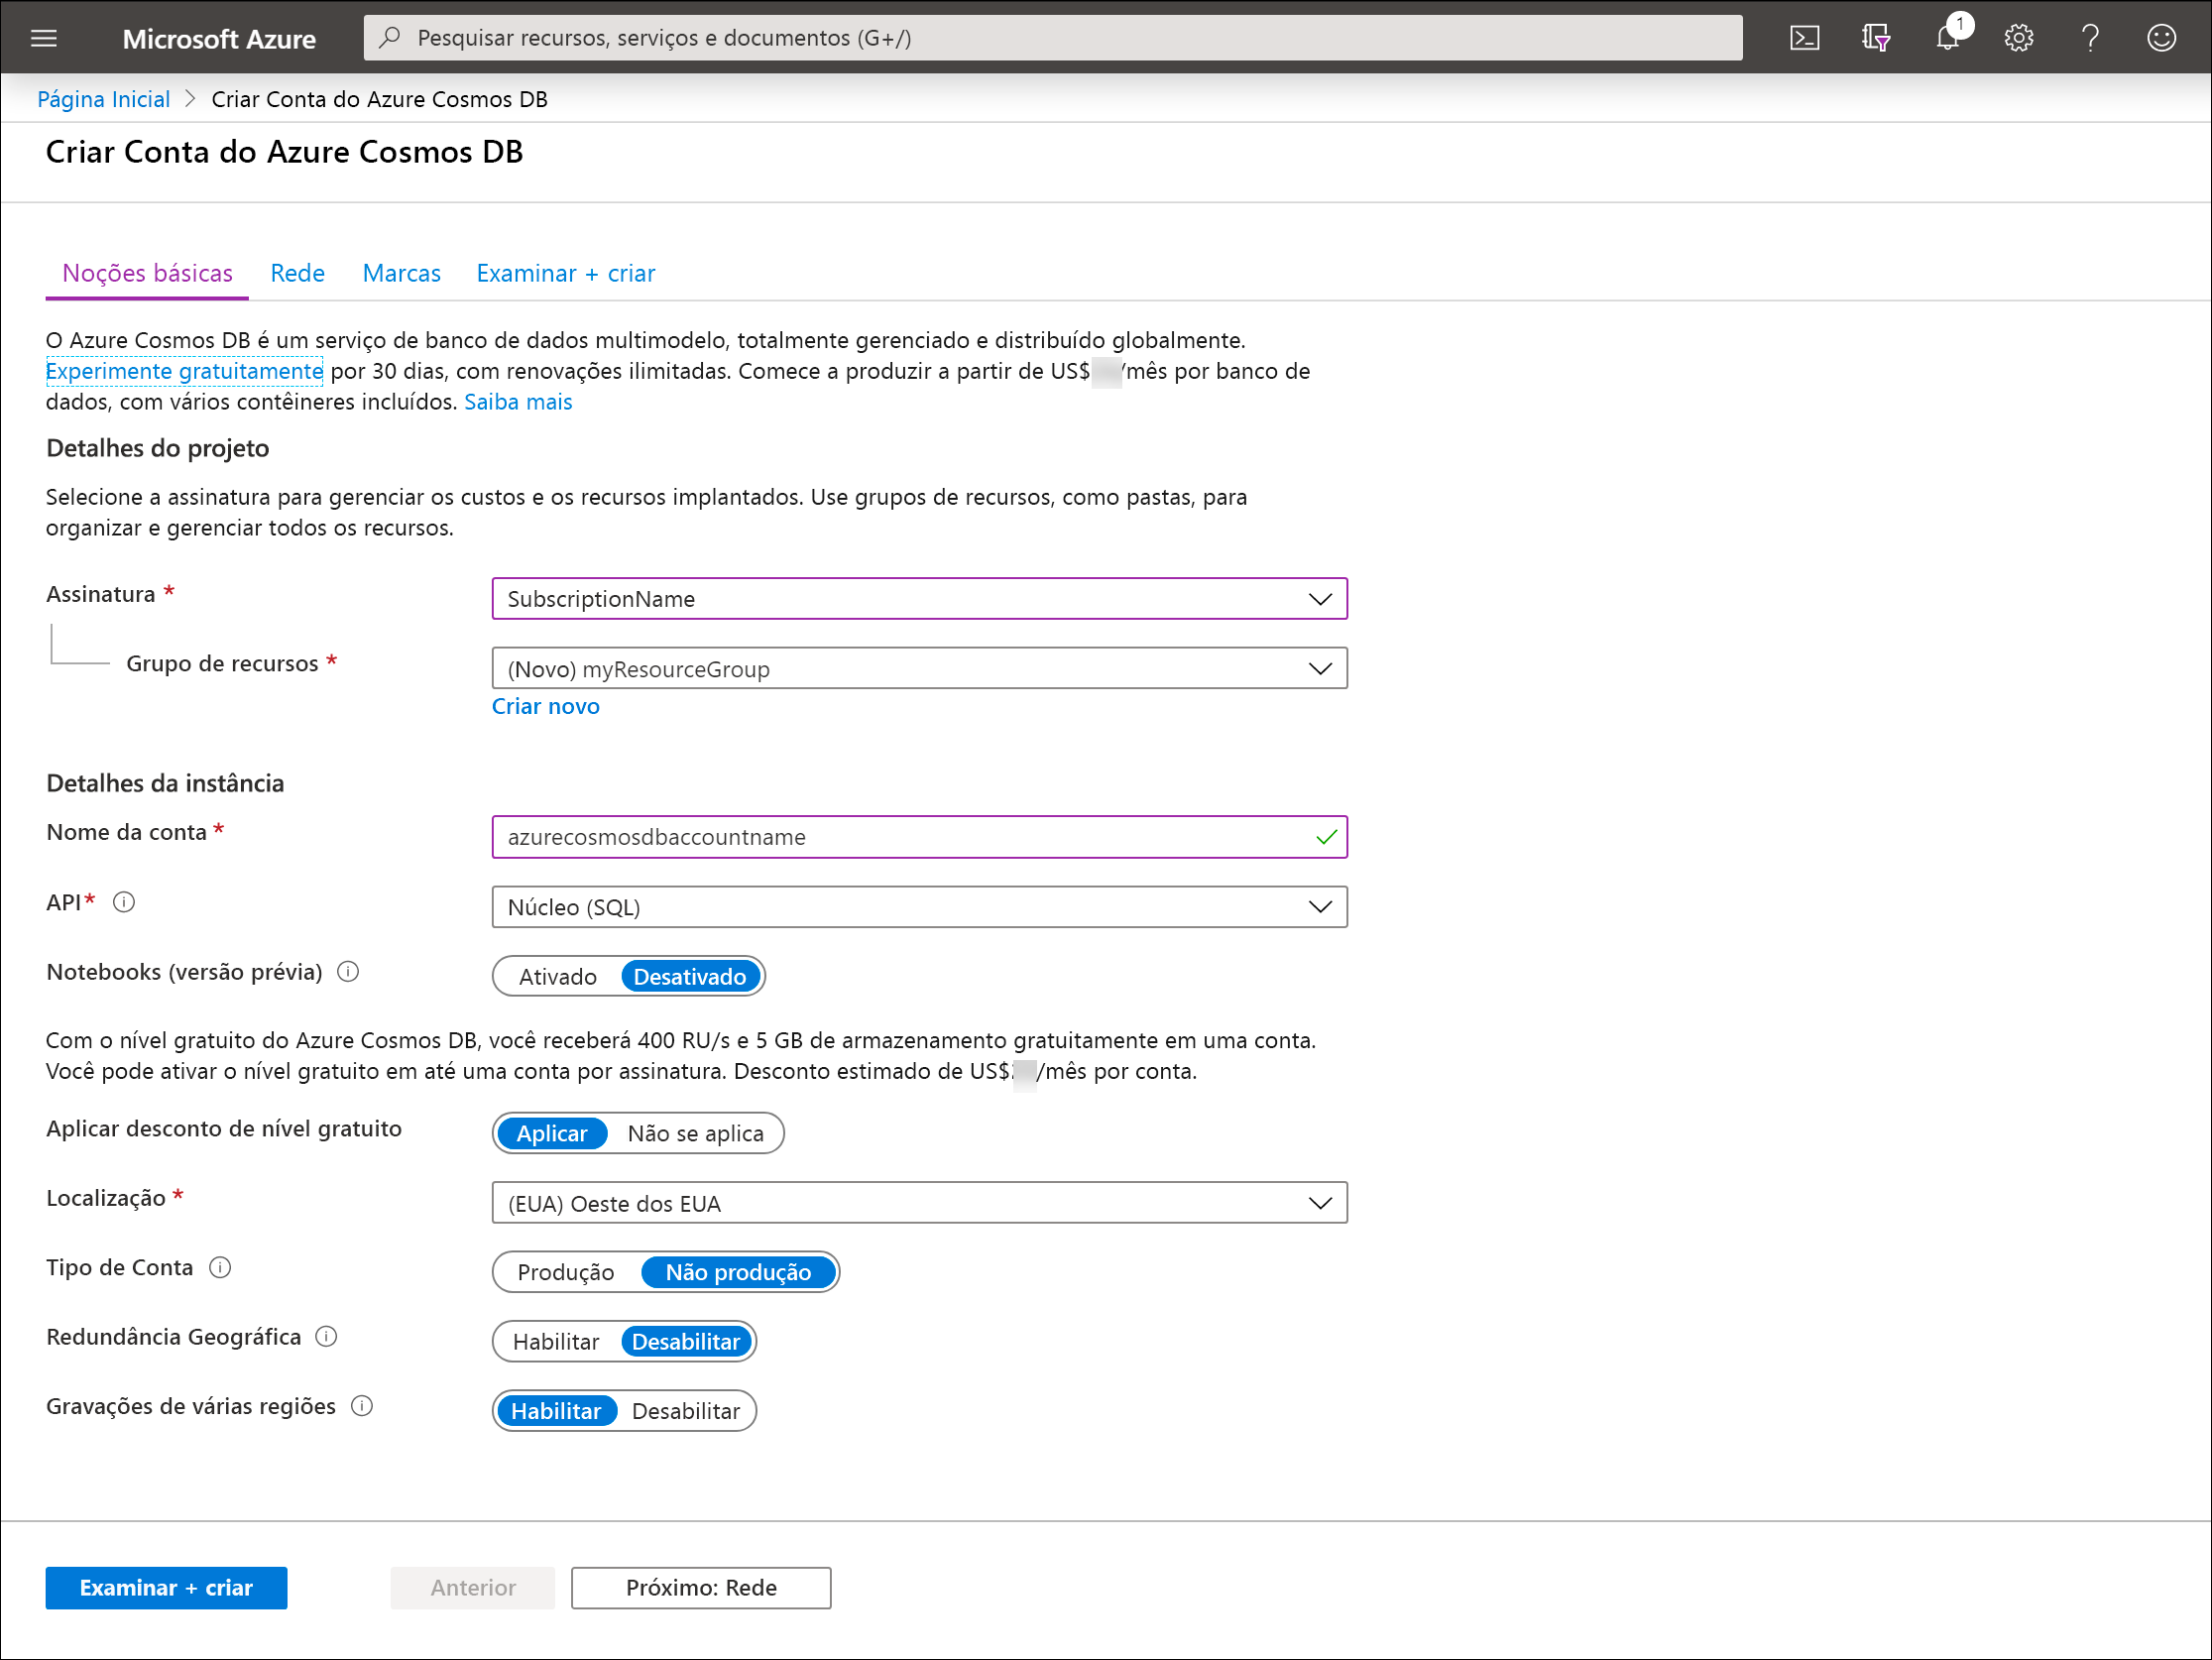 Microsoft Azure
Pesquisar recursos, serviços e documentos (G+/)
1
Página Inicial > Criar Conta do Azure Cosmos DB
Criar Conta do Azure Cosmos DB
Noções básicas Rede Marcas Examinar + criar
O Azure Cosmos DB é um serviço de banco de dados multimodelo, totalmente gerenciado e distribuído globalmente.
Experimente gratuitamente por 30 dias, com renovações ilimitadas. Comece a produzir a partir de US$ /mês por banco de
dados, com vários contêineres incluídos. Saiba mais
Detalhes do projeto
Selecione a assinatura para gerenciar os custos e os recursos implantados. Use grupos de recursos, como pastas, para
organizar e gerenciar todos os recursos.
Assinatura * SubscriptionName
Grupo de recursos * (Novo) myResourceGroup
Criar novo
Detalhes da instância
Nome da conta * azurecosmosdbaccountname
API* Núcleo (SQL)
Notebooks (versão prévia) Ativado Desativado
Com o nível gratuito do Azure Cosmos DB, você receberá 400 RU/s e 5 GB de armazenamento gratuitamente em uma conta.
Você pode ativar o nível gratuito em até uma conta por assinatura. Desconto estimado de US$ /mês por conta.
Aplicar desconto de nível gratuito Aplicar Não se aplica
Localização * (EUA) Oeste dos EUA
Tipo de Conta Produção Não produção
Redundância Geográfica Habilitar Desabilitar
Gravações de várias regiões Habilitar Desabilitar
Examinar + criar Anterior Próximo: Rede